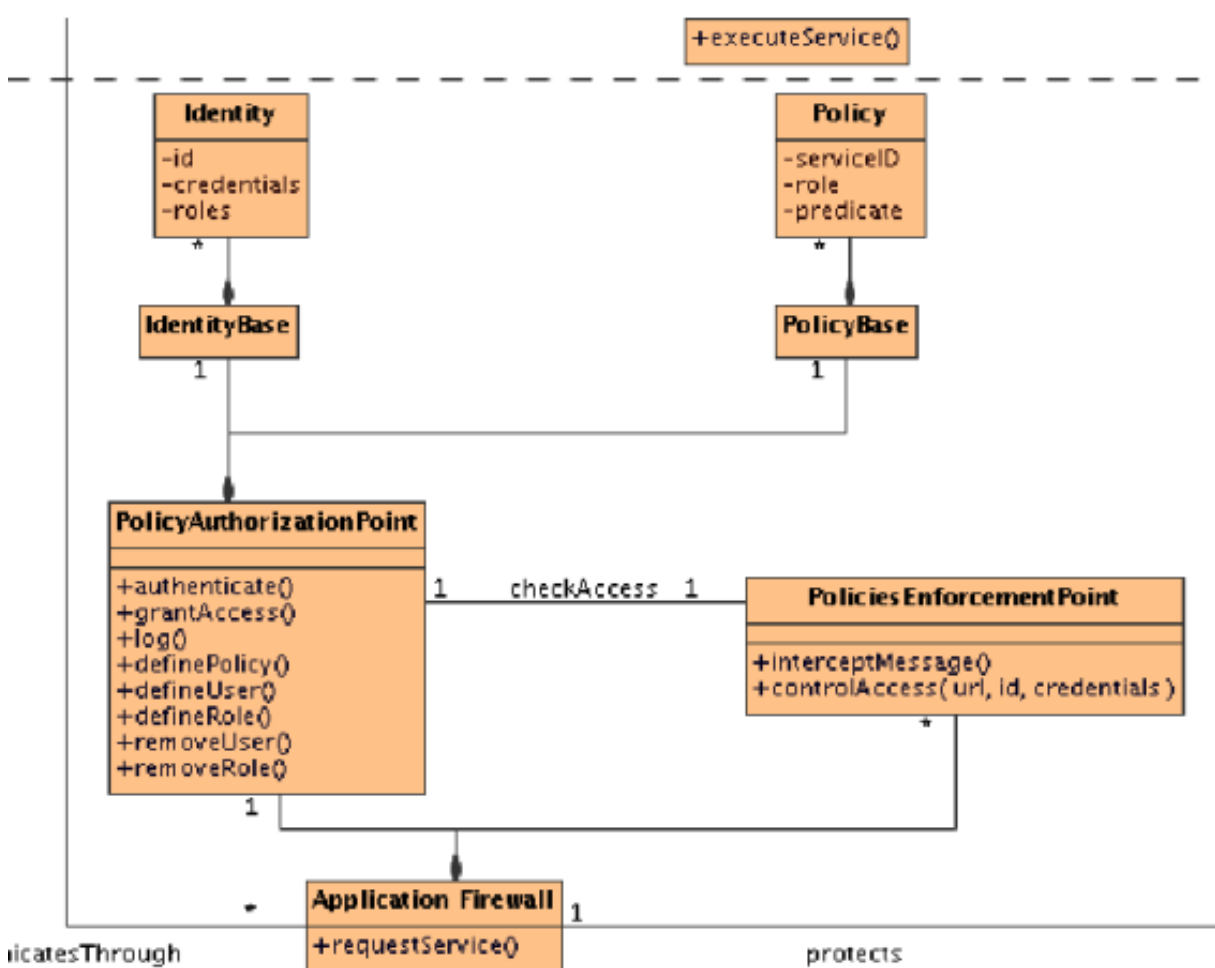 +executeService()
Identity
-id
-credentials
-roles
*
Policy
-serviceID
-role
-predicate
*
IdentityBase
1
PolicyBase
1
PolicyAuthorizationPoint
+authenticate()
+grantAccess()
+log()
+definePolicy()
+defineUser()
+defineRole()
+removeUser()
+removeRole()
1
1 checkAccess 1
PoliciesEnforcementPoint
+interceptMessage()
+controlAccess( url, id, credentials )
*
* Application Firewall 1
+requestService()
nicatesThrough
protects